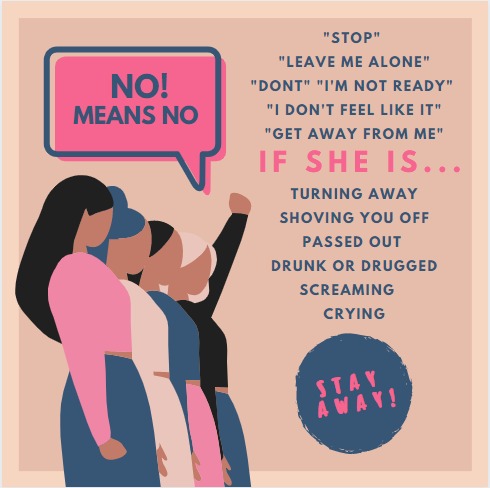 NO!
MEANS NO
"STOP"
"LEAVE ME ALONE"
"DONT" "I'M NOT READY"
"I DON'T FEEL LIKE IT"
"GET AWAY FROM ME"
IF SHE IS...
TURNING AWAY
SHOVING YOU OFF
PASSED OUT
DRUNK OR DRUGGED
SCREAMING
CRYING
STAY
AWAY!